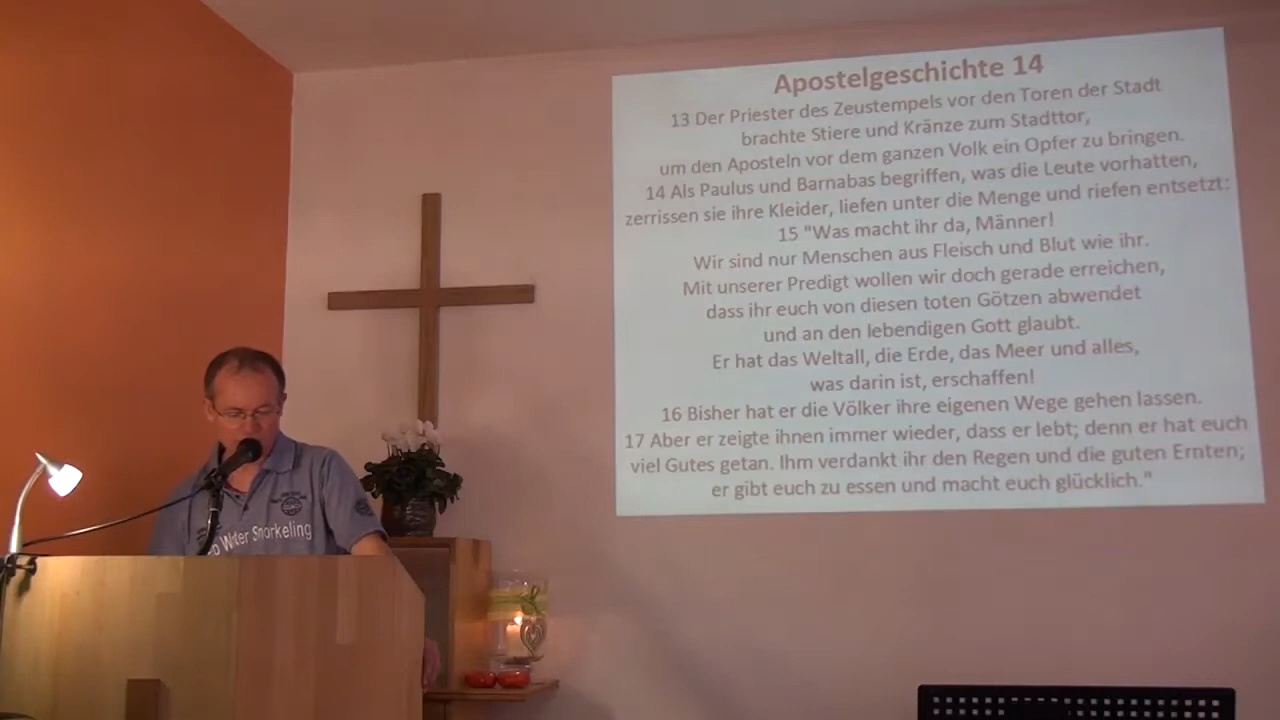 Apostelgeschichte 14
13 Der Priester des Zeustempels vor den Toren der Stadt
brachte Stiere und Kränze zum Stadttor,
um den Aposteln vor dem ganzen Volk ein Opfer zu bringen.
14 Als Paulus und Barnabas begriffen, was die Leute vorhatten,
zerrissen sie ihre Kleider, liefen unter die Menge und riefen entsetzt:
15 "Was macht ihr da, Männer!
Wir sind nur Menschen aus Fleisch und Blut wie ihr.
Mit unserer Predigt wollen wir doch gerade erreichen,
dass ihr euch von diesen toten Götzen abwendet
und an den lebendigen Gott glaubt.
Er hat das Weltall, die Erde, das Meer und alles,
was darin ist, erschaffen!
16 Bisher hat er die Völker ihre eigenen Wege gehen lassen.
17 Aber er zeigte ihnen immer wieder, dass er lebt; denn er hat euch
viel Gutes getan. Ihm verdankt ihr den Regen und die guten Ernten;
er gibt euch zu essen und macht euch glücklich."
Snorkeling